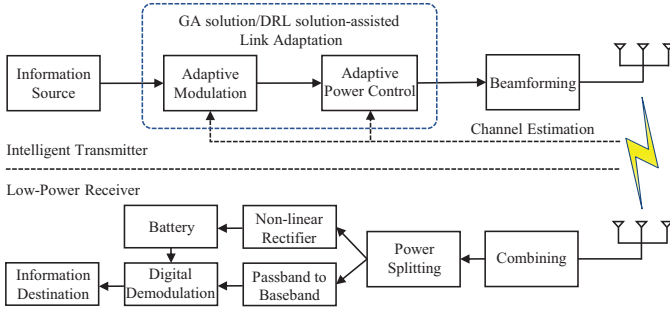 GA solution/DRL solution-assisted
Link Adaptation
Information
Source
Adaptive
Modulation
Adaptive
Power Control
Beamforming
Channel Estimation
Intelligent Transmitter
Low-Power Receiver
Battery
Non-linear
Rectifier
Power
Splitting
Combining
Information
Destination
Digital
Demodulation
Passband to
Baseband